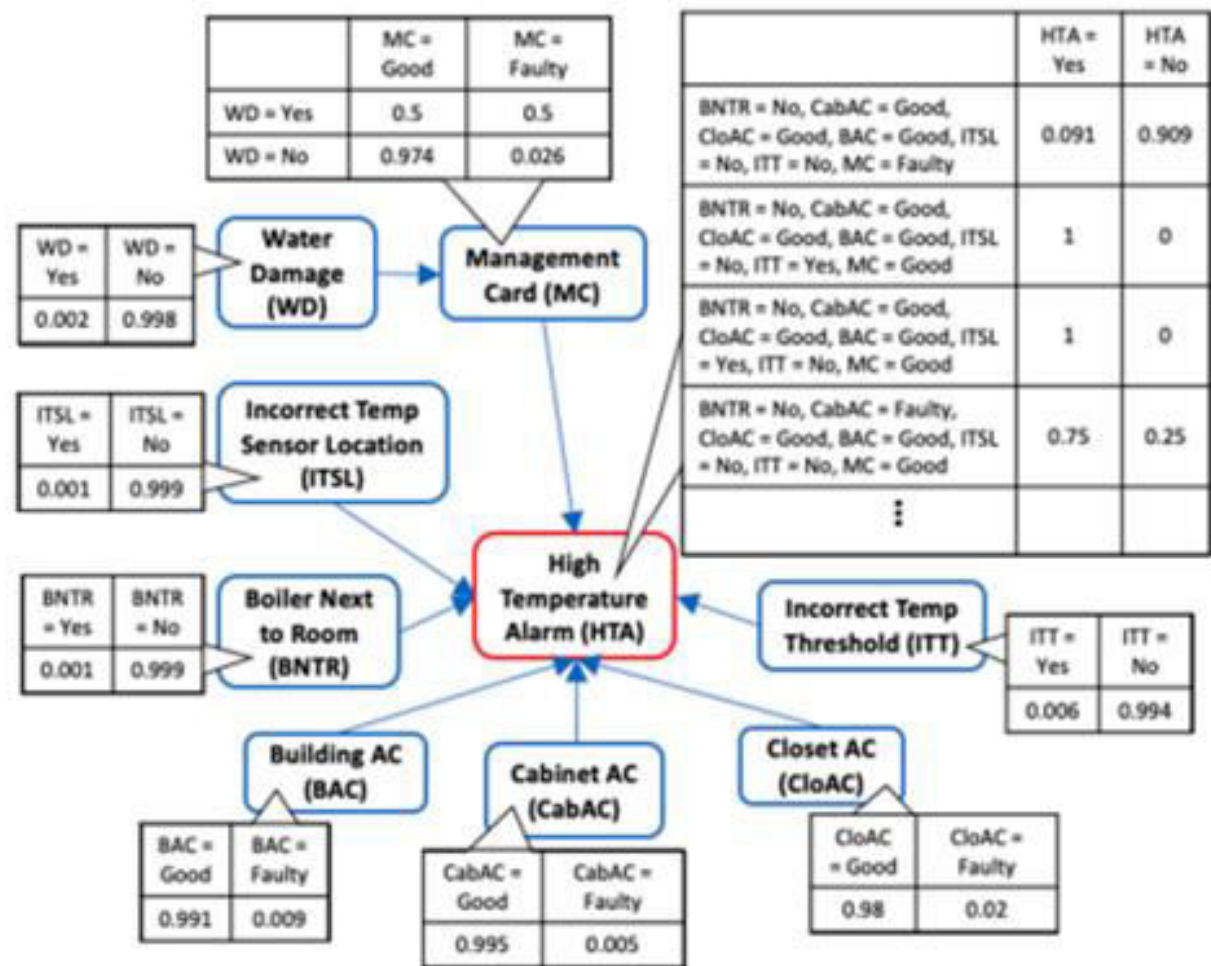 MC =
Good
MC =
Faulty
WD = Yes
0.5
0.5
WD = No
0.974
0.026
HTA =
Yes
HTA
= No
BNTR = No, CabAC = Good,
CloAC = Good, BAC = Good, ITSL
= No, ITT = No, MC = Faulty
0.091
0.909
BNTR = No, CabAC = Good,
CloAC = Good, BAC = Good, ITSL
= No, ITT = Yes, MC = Good
1
0
BNTR = No, CabAC = Good,
CloAC = Good, BAC = Good, ITSL
= Yes, ITT = No, MC = Good
1
0
BNTR = No, CabAC = Faulty,
CloAC = Good, BAC = Good, ITSL
= No, ITT = No, MC = Good
0.75
0.25
⋮
WD =
Yes
WD =
No
0.002
0.998
Water
Damage
(WD)
Management
Card (MC)
ITSL =
Yes
ITSL =
No
0.001
0.999
Incorrect Temp
Sensor Location
(ITSL)
BNTR
= Yes
BNTR
= No
0.001
0.999
Boiler Next
to Room
(BNTR)
High
Temperature
Alarm (HTA)
Incorrect Temp
Threshold (ITT)
ITT =
Yes
ITT =
No
0.006
0.994
Building AC
(BAC)
Cabinet AC
(CabAC)
Closet AC
(CloAC)
BAC =
Good
BAC =
Faulty
0.991
0.009
CabAC =
Good
CabAC =
Faulty
0.995
0.005
CloAC
= Good
CloAC =
Faulty
0.98
0.02